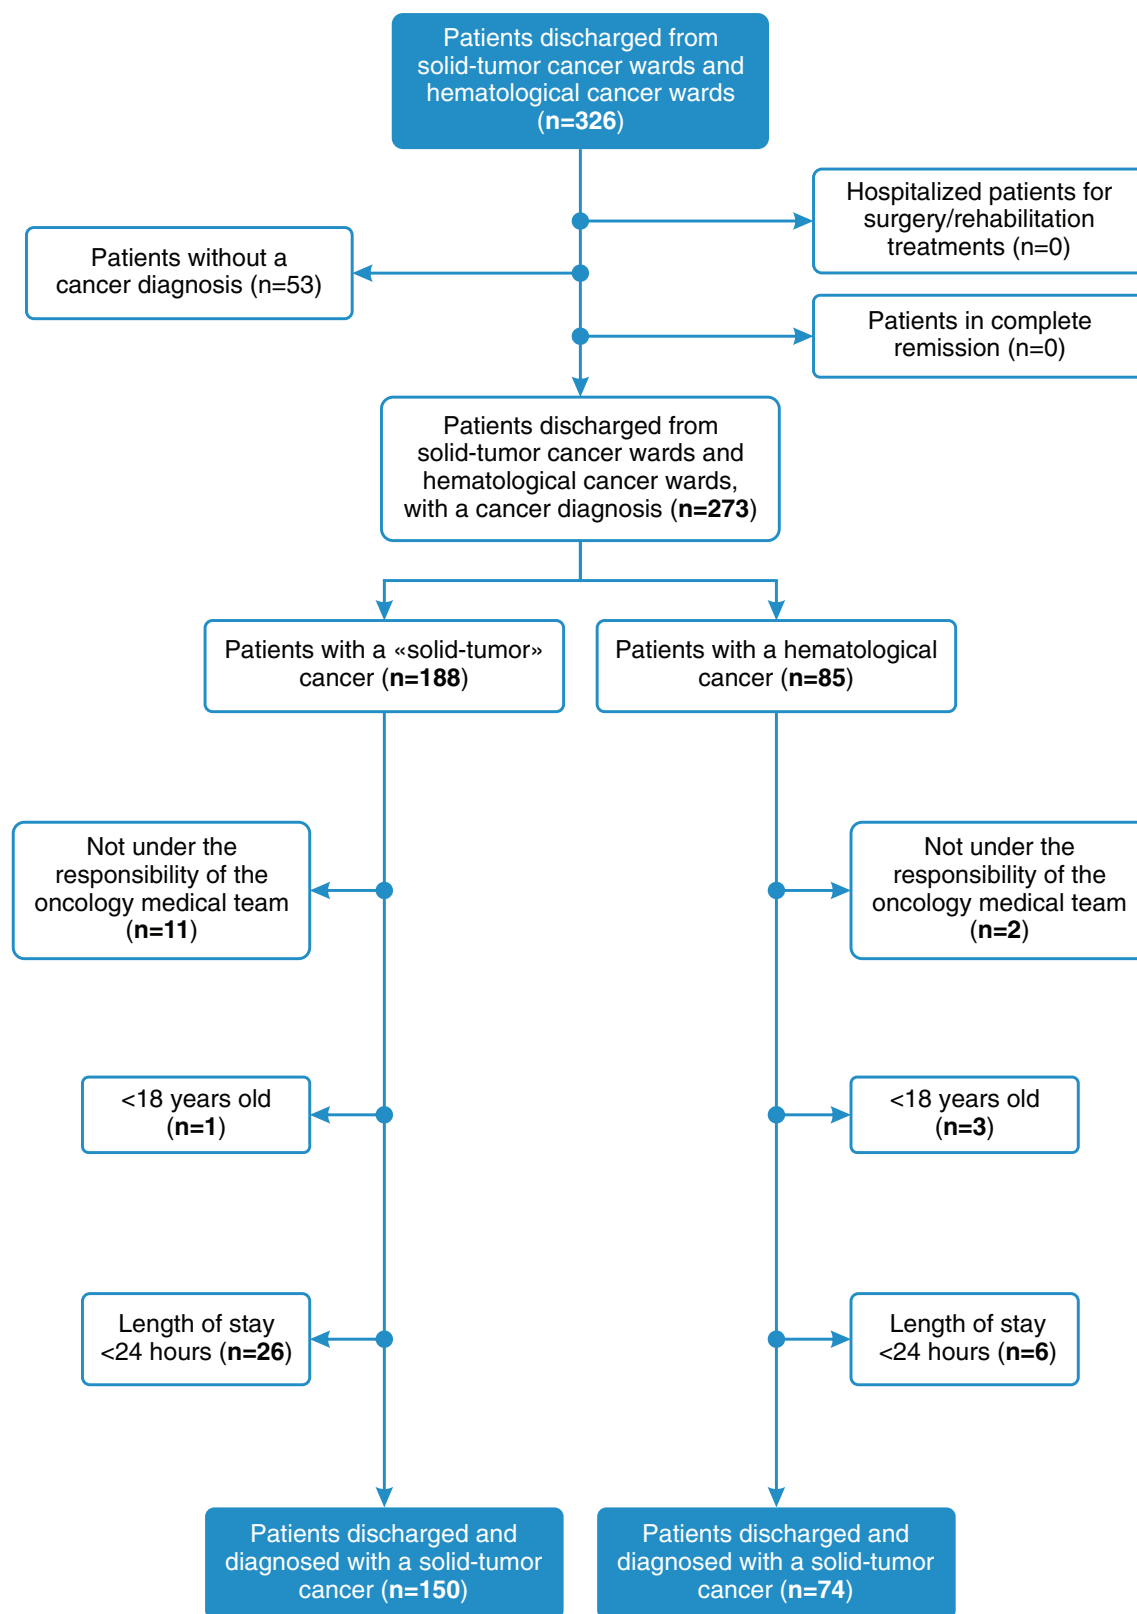 Patients discharged from
solid-tumor cancer wards and
hematological cancer wards
(n=326)
Hospitalized patients for
surgery/rehabilitation
treatments (n=0)
Patients without a
cancer diagnosis (n=53)
Patients in complete
remission (n=0)
Patients discharged from
solid-tumor cancer wards and
hematological cancer wards,
with a cancer diagnosis (n=273)
Patients with a «solid-tumor»
cancer (n=188)
Patients with a hematological
cancer (n=85)
Not under the
responsibility of the
oncology medical team
(n=11)
Not under the
responsibility of the
oncology medical team
(n=2)
<18 years old
(n=1)
<18 years old
(n=3)
Length of stay
<24 hours (n=26)
Length of stay
<24 hours (n=6)
Patients discharged and
diagnosed with a solid-tumor
cancer (n=150)
Patients discharged and
diagnosed with a solid-tumor
cancer (n=74)